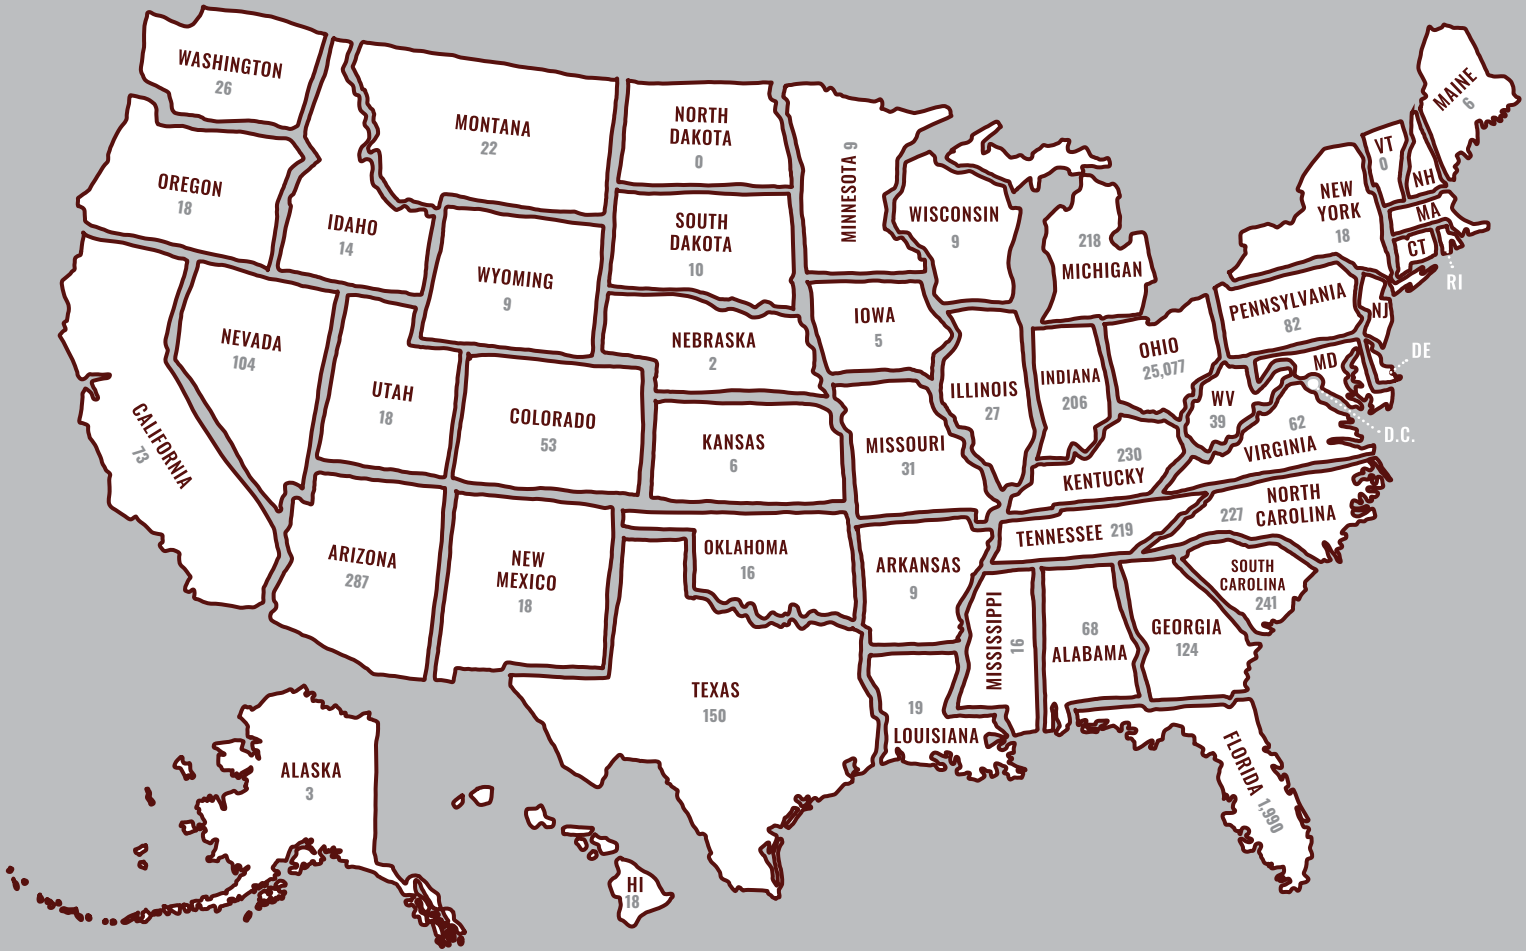 WASHINGTON
26
OREGON
18
CALIFORNIA
73
NEVADA
104
IDAHO
14
MONTANA
22
WYOMING
9
UTAH
18
COLORADO
53
ARIZONA
287
NEW
MEXICO
18
NORTH
DAKOTA
0
SOUTH
DAKOTA
10
NEBRASKA
2
KANSAS
6
OKLAHOMA
16
TEXAS
150
MINNESOTA 9
IOWA
5
MISSOURI
31
ARKANSAS
9
19
LOUISIANA
WISCONSIN
9
ILLINOIS
27
218
MICHIGAN
INDIANA
206
OHIO
25,077
230
KENTUCKY
TENNESSEE 219
MISSISSIPPI
16
68
ALABAMA
GEORGIA
124
FLORIDA 1,990
SOUTH
CAROLINA
241
NORTH
227 CAROLINA
62
VIRGINIA
WV
39
MD
D.C.
DE
3
PENNSYLVANIA
82
NJ
NEW
YORK
18
CT
RI
MA
VT
0
NH
MAINE
6
ALASKA
3
HI
18